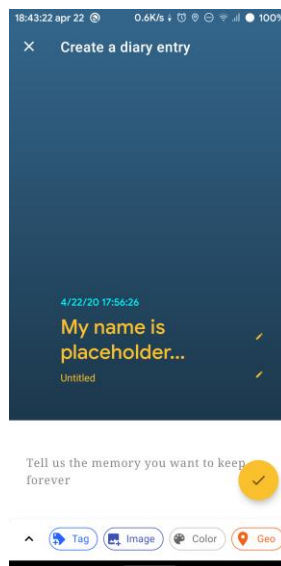 18:43:22 apr 22 0.6K/s 100%
Create a diary entry
4/22/20 17:56:26
My name is
placeholder...
Untitled
Tell us the memory you want to keep
forever
Tag Image Color Geo